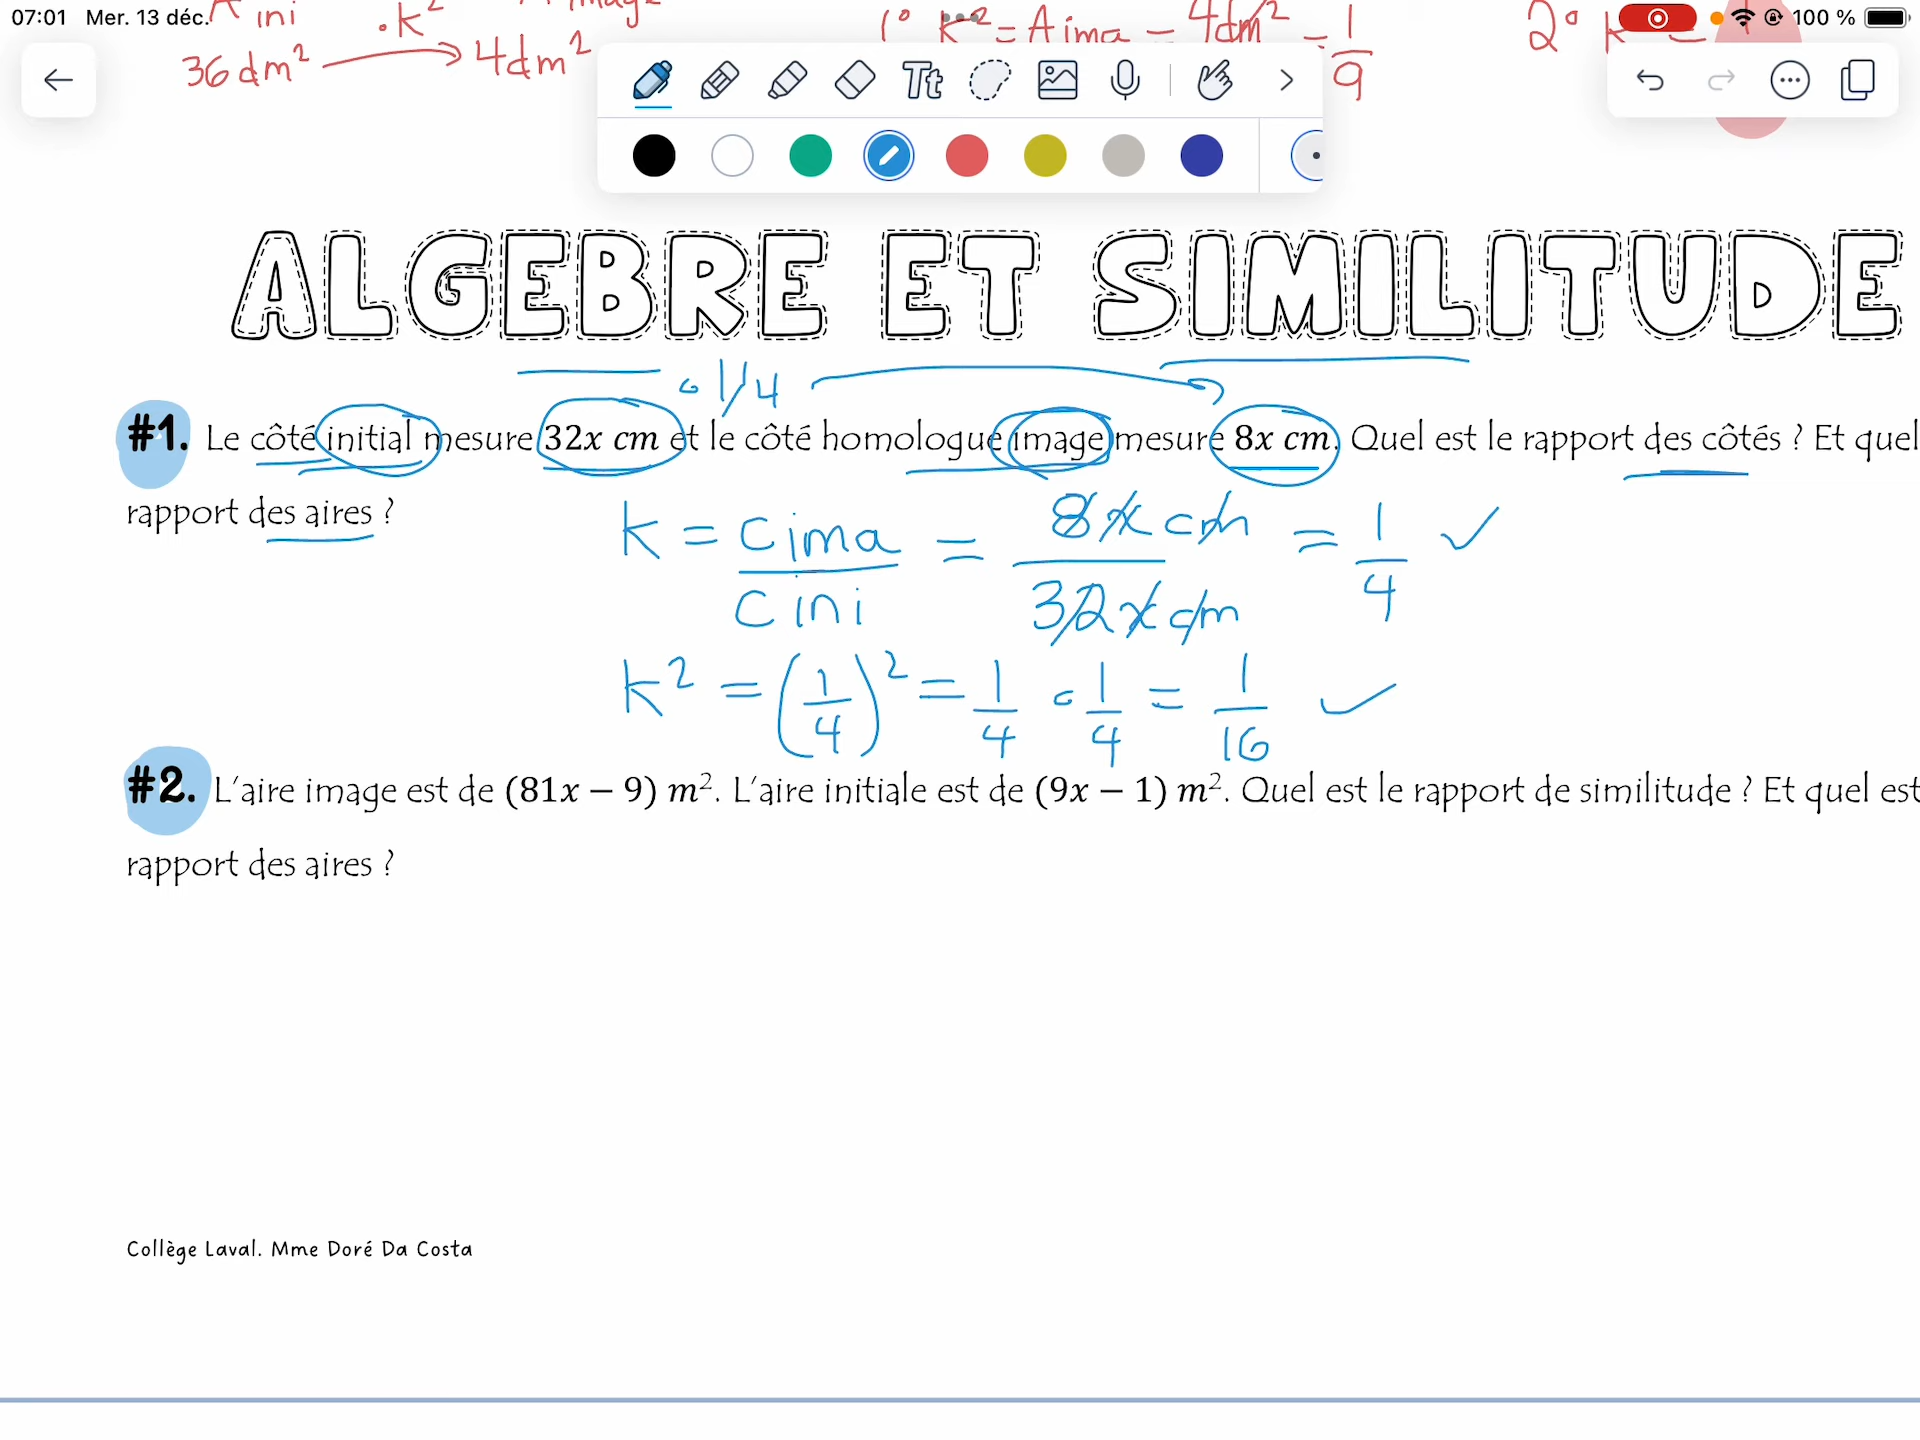 07:01 Mer. 13 déc. 100 %
ini · k²
36 dm² → 4dm²
1° k² = A ima = 4dm² = 1/9
2° k
Tt
ALGEBRE ET SIMILITUDE
· 1/4
#1. Le côté initial mesure 32x cm et le côté homologue image mesure 8x cm. Quel est le rapport des côtés ? Et quel
rapport des aires ?
k = c ima / c ini = 8x cm / 32x cm = 1/4 ✓
k² = (1/4)² = 1/4 · 1/4 = 1/16 ✓
#2. L'aire image est de (81x − 9) m². L'aire initiale est de (9x − 1) m². Quel est le rapport de similitude ? Et quel est
rapport des aires ?
Collège Laval. Mme Doré Da Costa